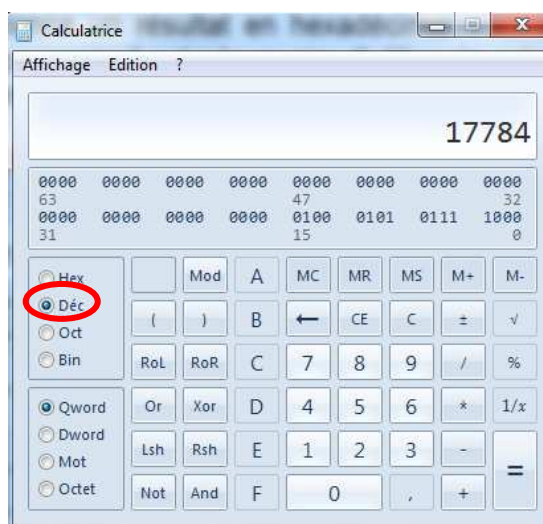 résultat en hexadéc
Calculatrice
Affichage Edition ?
17784
0000 0000 0000 0000 0000 0000 0000 0000
63 47 32
0000 0000 0000 0000 0100 0101 0111 1000
31 15 0
Hex Mod A MC MR MS M+ M-
Déc ( ) B ← CE C ± √
Oct
Bin RoL RoR C 7 8 9 / %
Qword Or Xor D 4 5 6 * 1/x
Dword Lsh Rsh E 1 2 3 - =
Mot
Octet Not And F 0 , +